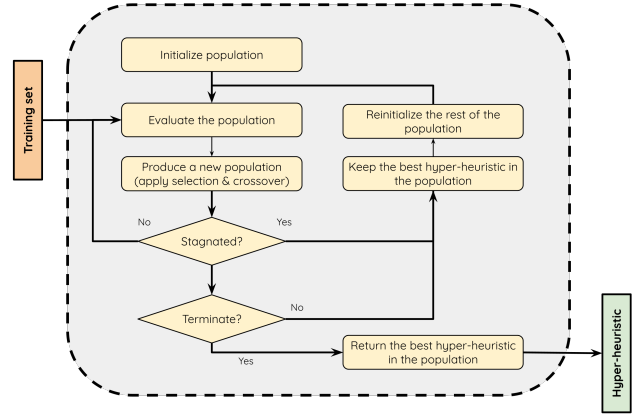 Initialize population
Training set
Evaluate the population
Reinitialize the rest of the
population
Produce a new population
(apply selection & crossover)
Keep the best hyper-heuristic in
the population
No
Yes
Stagnated?
No
Terminate?
Yes
Return the best hyper-heuristic
in the population
Hyper-heuristic